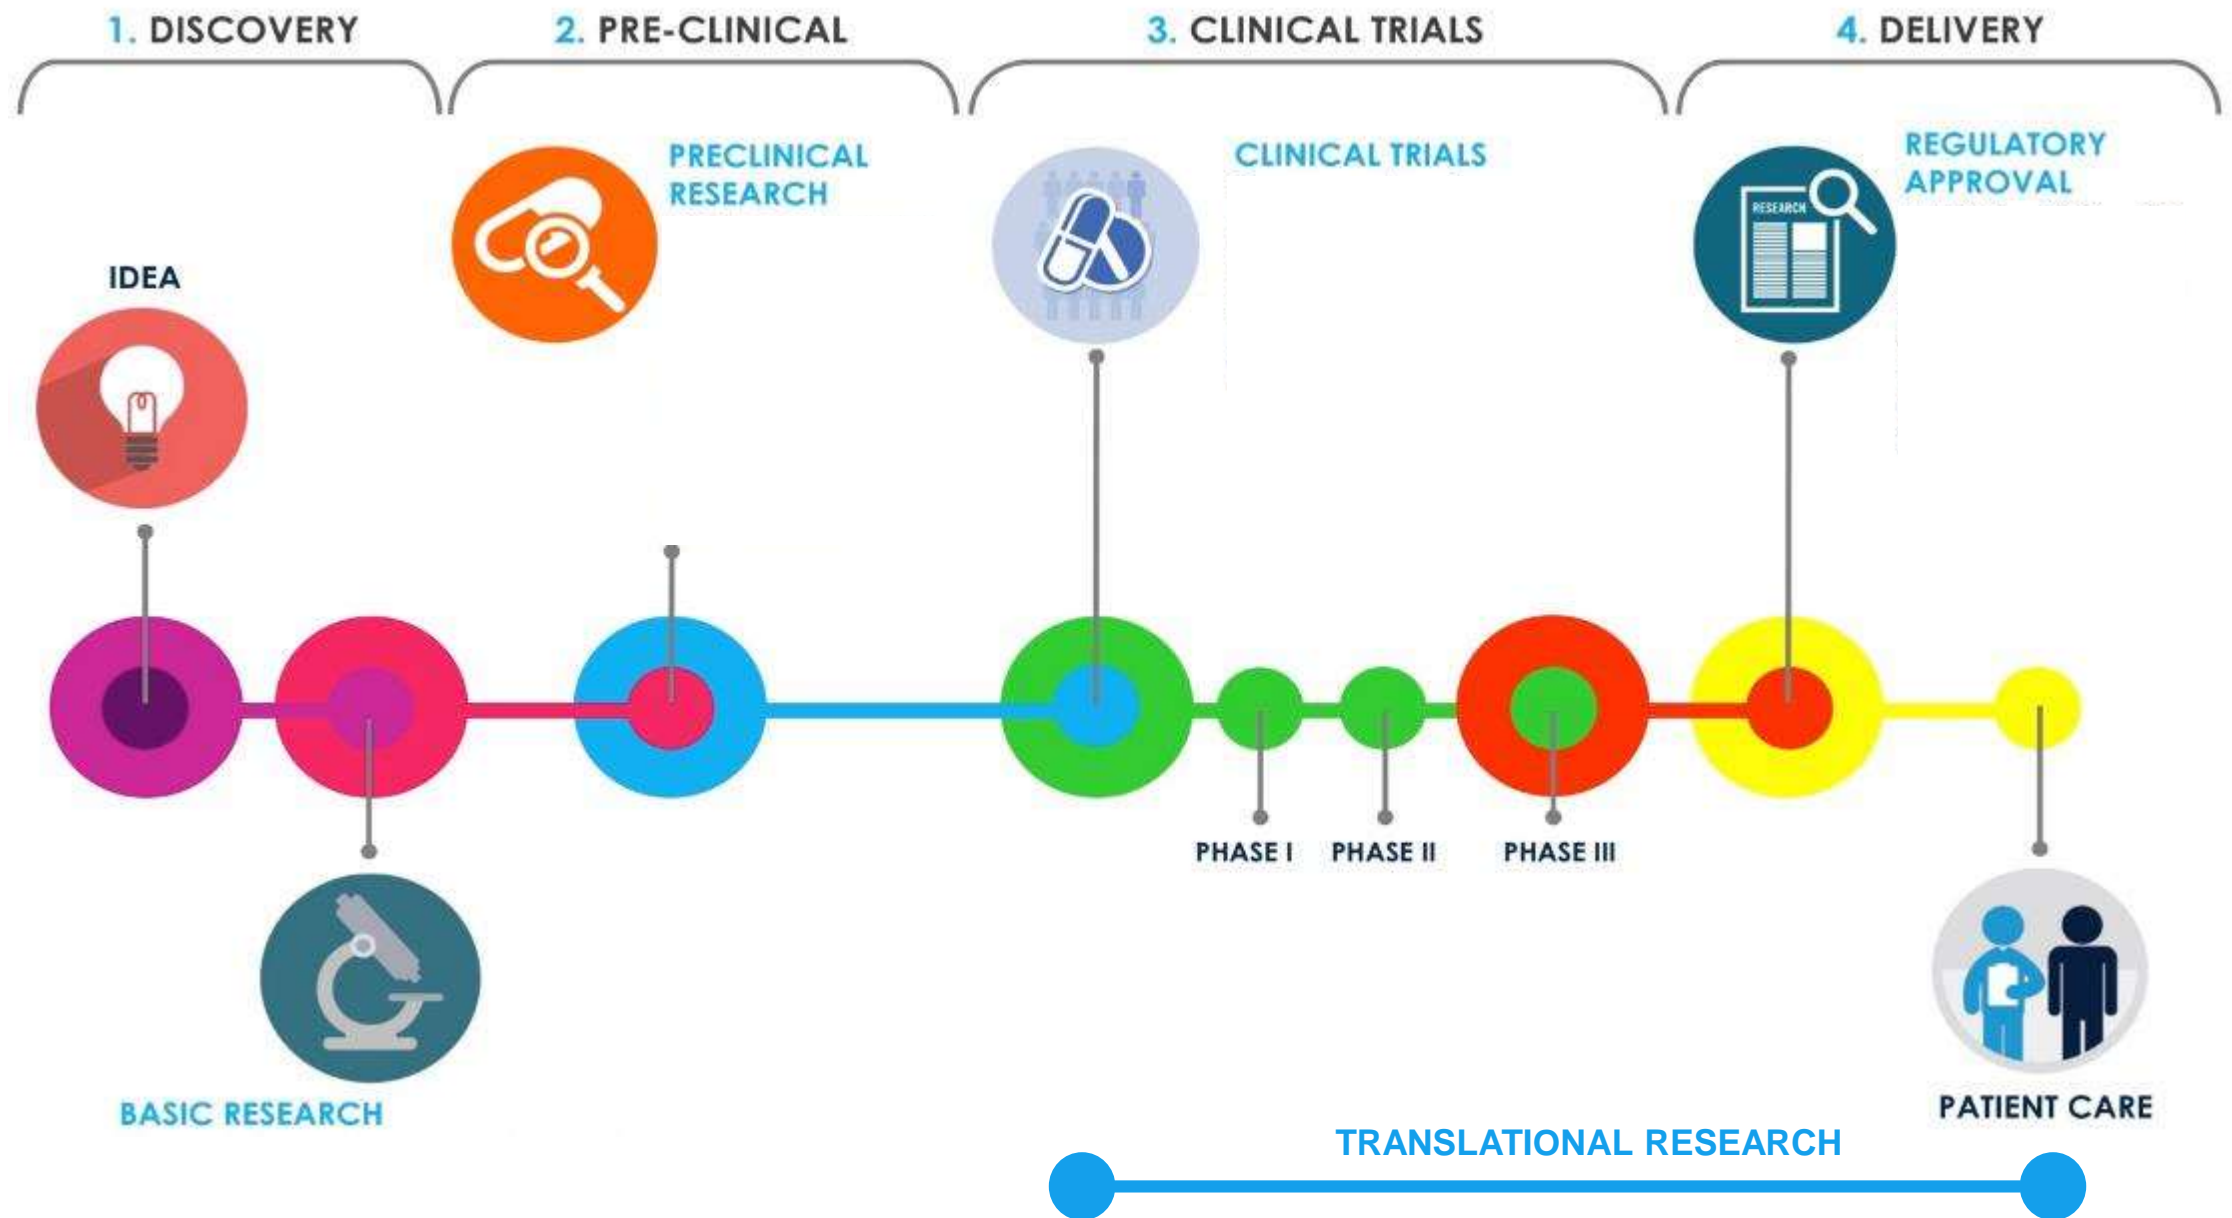 1. DISCOVERY
2. PRE-CLINICAL
3. CLINICAL TRIALS
4. DELIVERY
IDEA
PRECLINICAL
RESEARCH
CLINICAL TRIALS
RESEARCH
REGULATORY
APPROVAL
PHASE I
PHASE II
PHASE III
BASIC RESEARCH
PATIENT CARE
TRANSLATIONAL RESEARCH